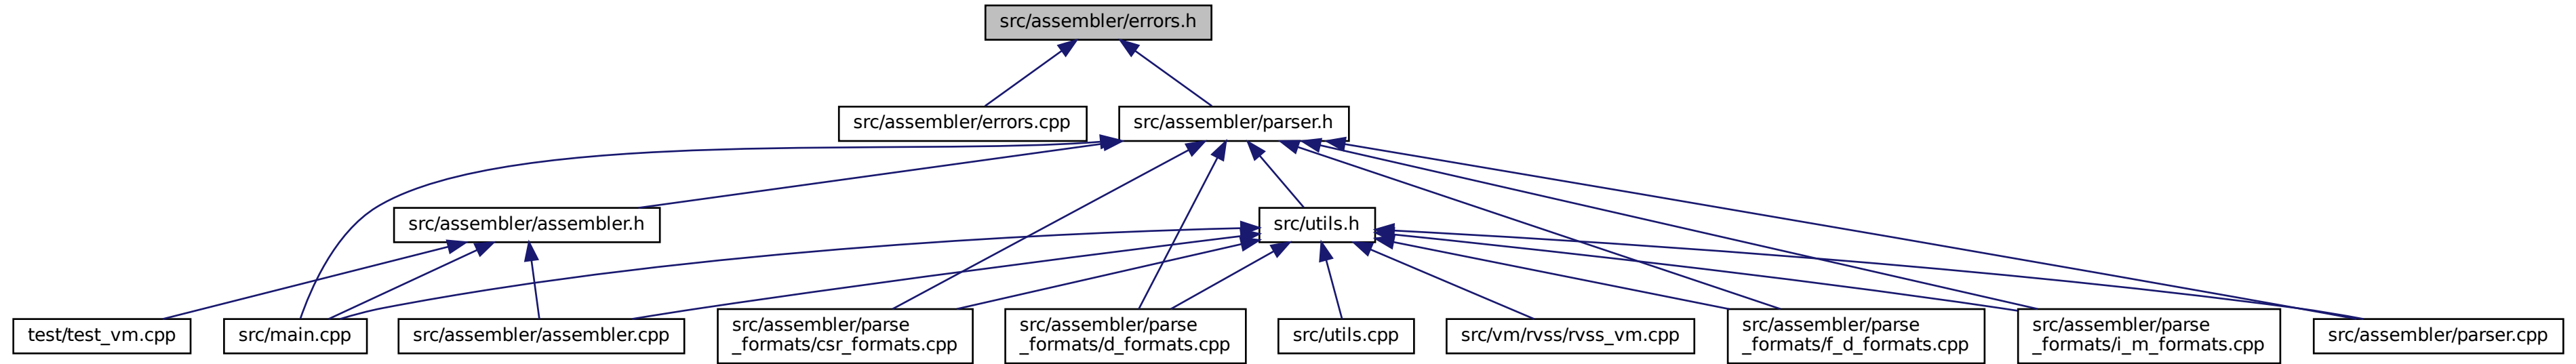 src/assembler/errors.h
src/assembler/errors.cpp
src/assembler/parser.h
src/assembler/assembler.h
src/utils.h
test/test_vm.cpp
src/main.cpp
src/assembler/assembler.cpp
src/assembler/parse
_formats/csr_formats.cpp
src/assembler/parse
_formats/d_formats.cpp
src/utils.cpp
src/vm/rvss/rvss_vm.cpp
src/assembler/parse
_formats/f_d_formats.cpp
src/assembler/parse
_formats/i_m_formats.cpp
src/assembler/parser.cpp